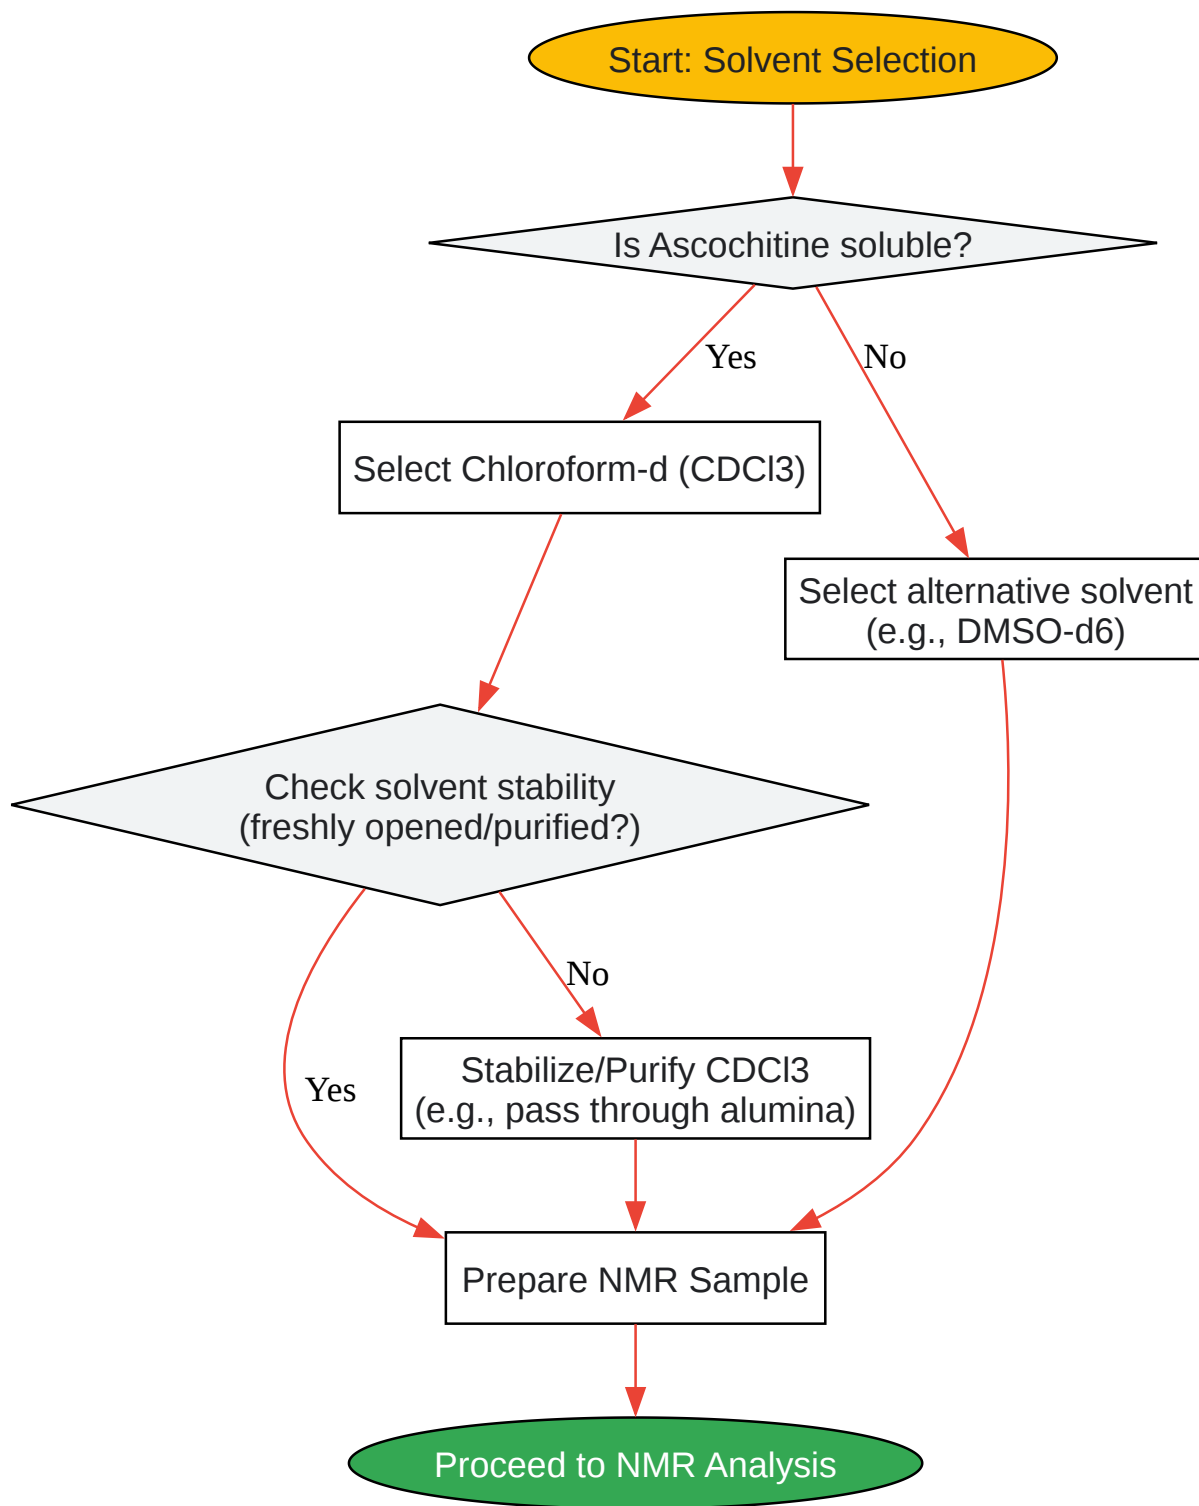 Start: Solvent Selection
Is Ascochitine soluble?
Yes
No
Select Chloroform-d (CDCl3)
Select alternative solvent
(e.g., DMSO-d6)
Check solvent stability
(freshly opened/purified?)
No
Stabilize/Purify CDCl3
(e.g., pass through alumina)
Yes
Prepare NMR Sample
Proceed to NMR Analysis